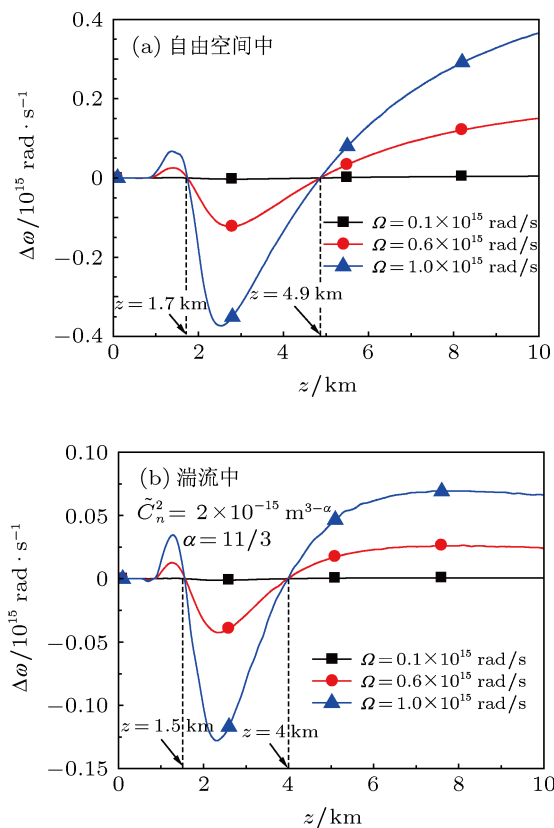 (a) 自由空间中
0.4
0.2
0
−0.2
−0.4
Δω/10¹⁵ rad · s⁻¹
Ω=0.1×10¹⁵ rad/s
Ω=0.6×10¹⁵ rad/s
Ω=1.0×10¹⁵ rad/s
z=1.7 km
z=4.9 km
0 2 4 6 8 10
z/km
(b) 湍流中
C̃ₙ²= 2×10⁻¹⁵ m³⁻ᵅ
α=11/3
0.10
0.05
0
−0.05
−0.10
−0.15
Δω/10¹⁵ rad · s⁻¹
Ω=0.1×10¹⁵ rad/s
Ω=0.6×10¹⁵ rad/s
Ω=1.0×10¹⁵ rad/s
z=1.5 km
z=4 km
0 2 4 6 8 10
z/km